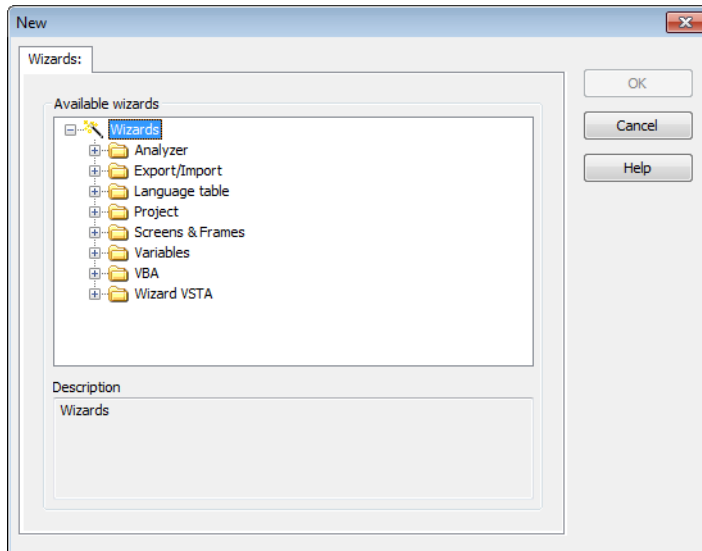 New
Wizards:
Available wizards
Wizards
Analyzer
Export/Import
Language table
Project
Screens & Frames
Variables
VBA
Wizard VSTA
Description
Wizards
OK
Cancel
Help